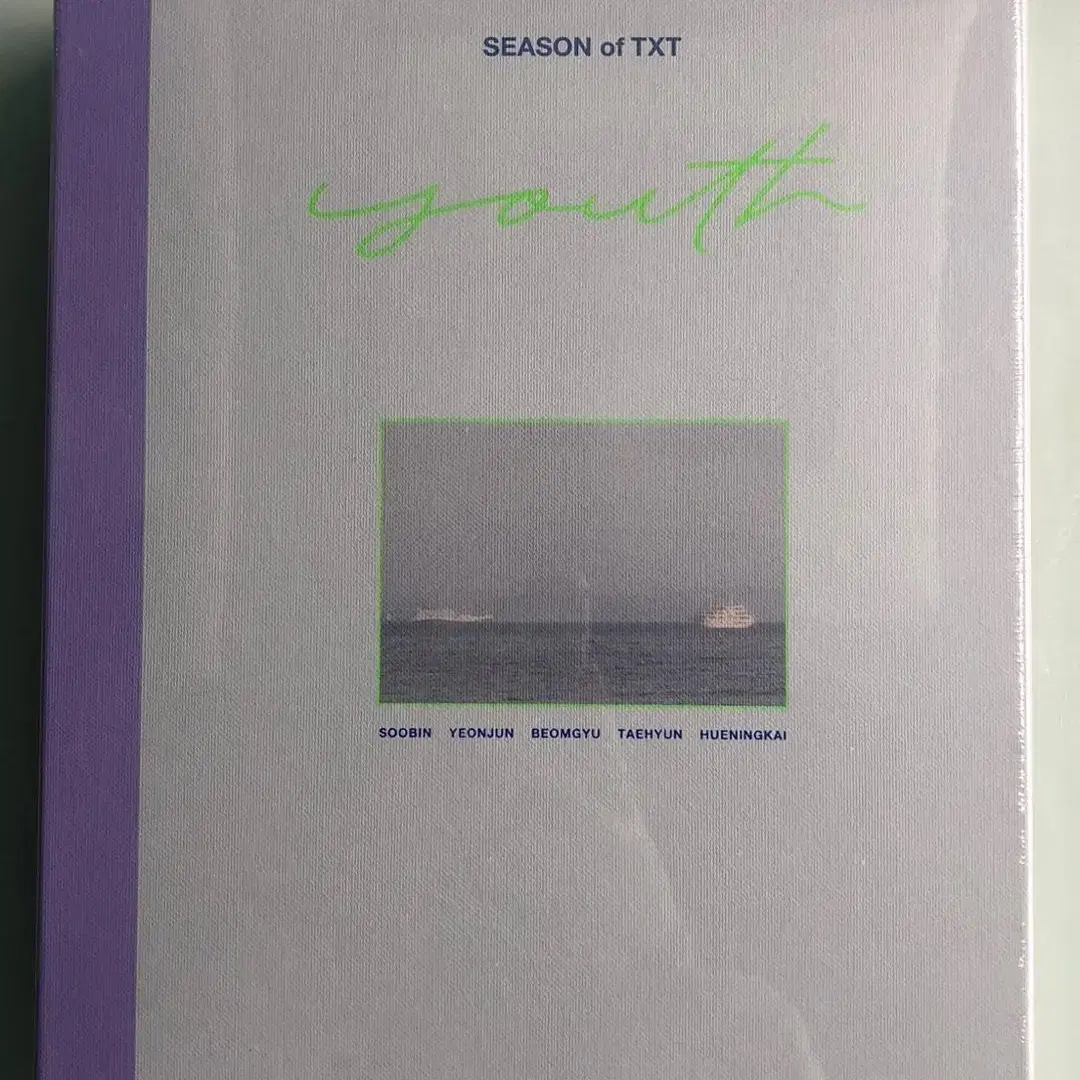 SEASON of TXT
youth
SOOBIN YEONJUN BEOMGYU TAEHYUN HUENINGKAI